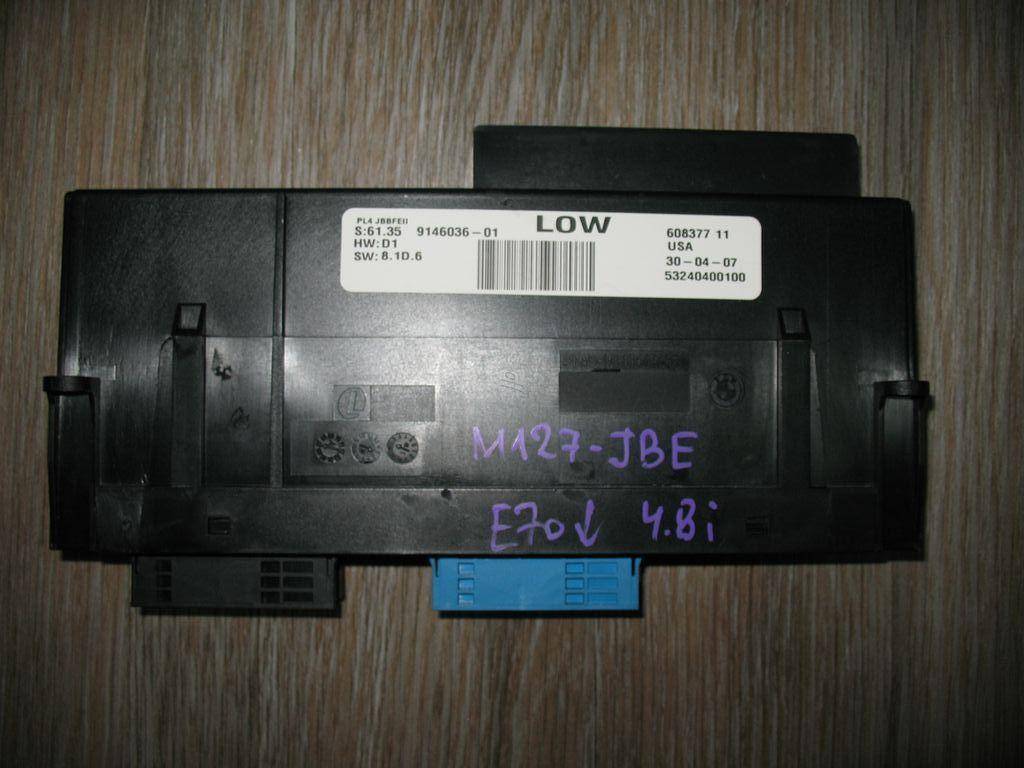 PL4 JBBFEII
S:61.35 9146036-01
HW:D1
SW: 8.1D.6
LOW
608377 11
USA
30-04-07
53240400100
M127-JBE
E70↓ 4.8i